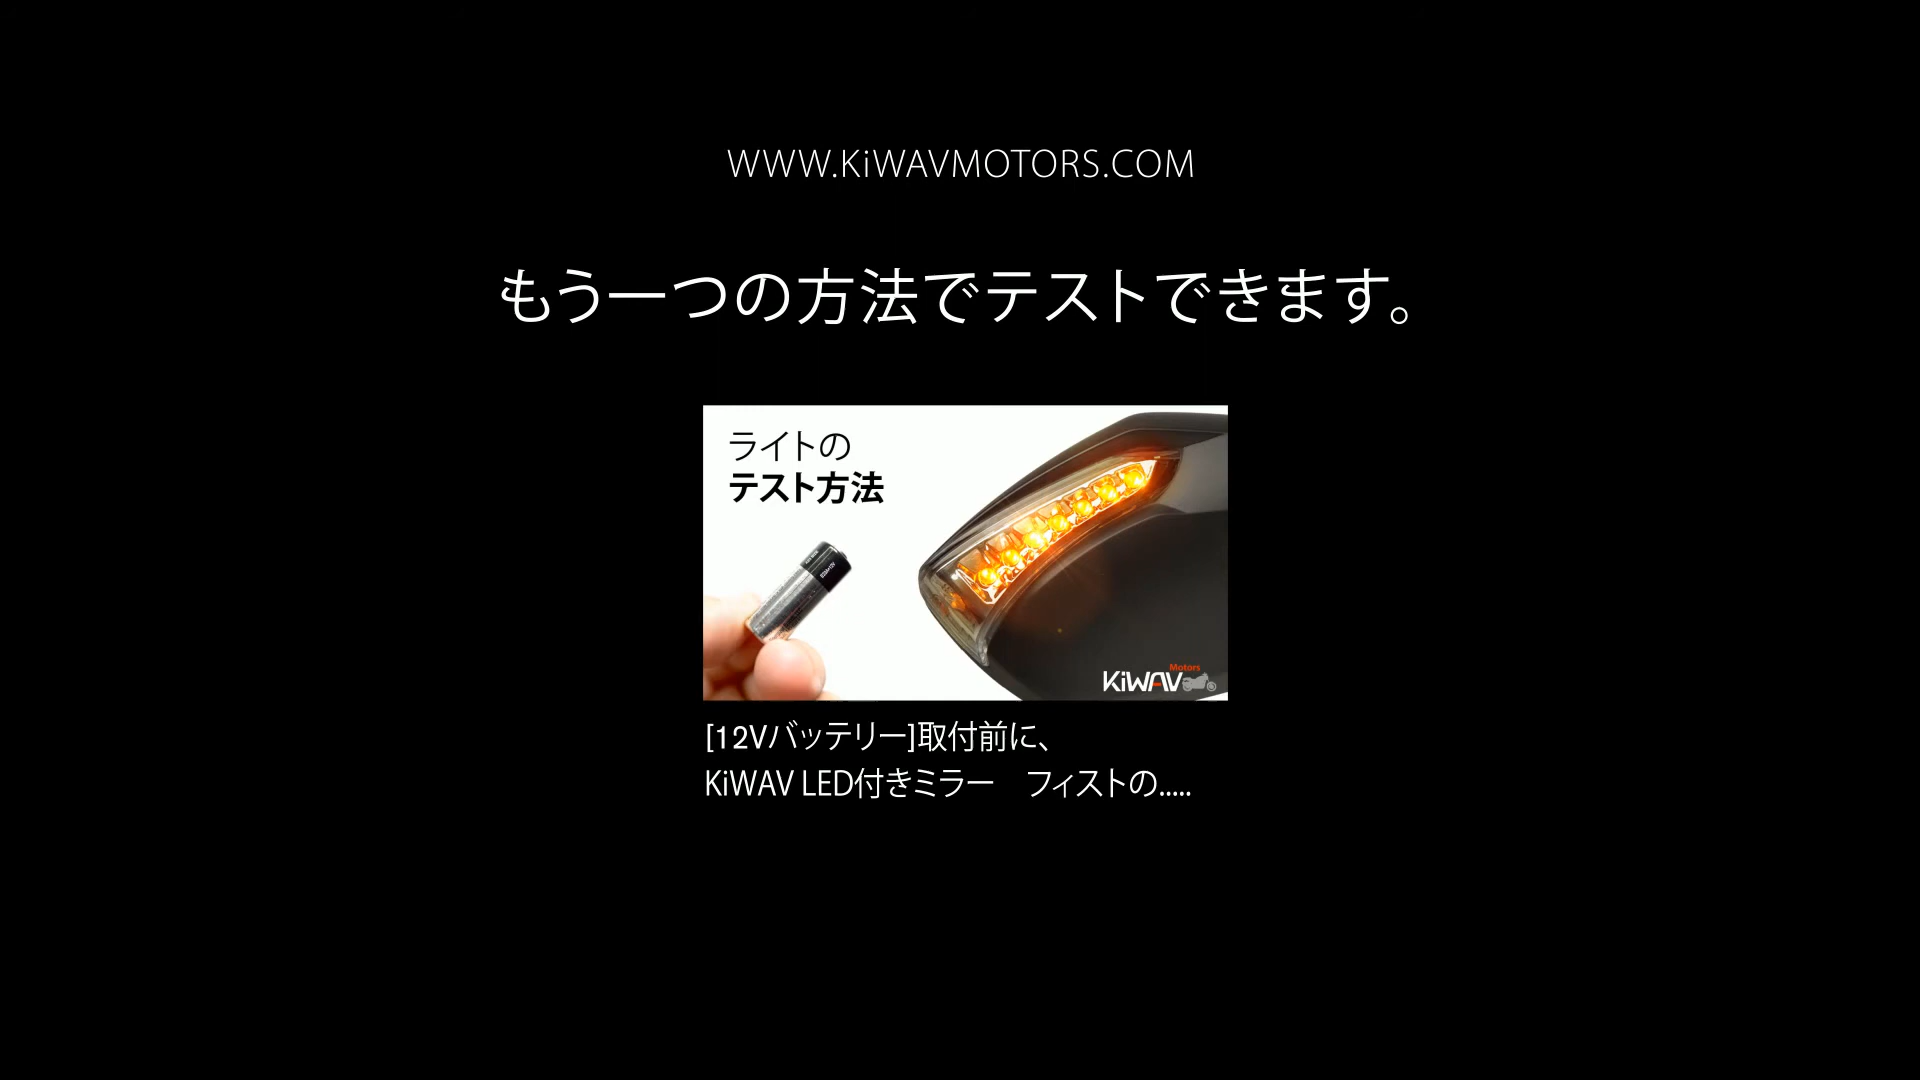 WWW.KiWAVMOTORS.COM
もう一つの方法でテストできます。
ライトの
テスト方法
Motors
KiWAV
[12Vバッテリー]取付前に、
KiWAV LED付きミラー　フィストの.....